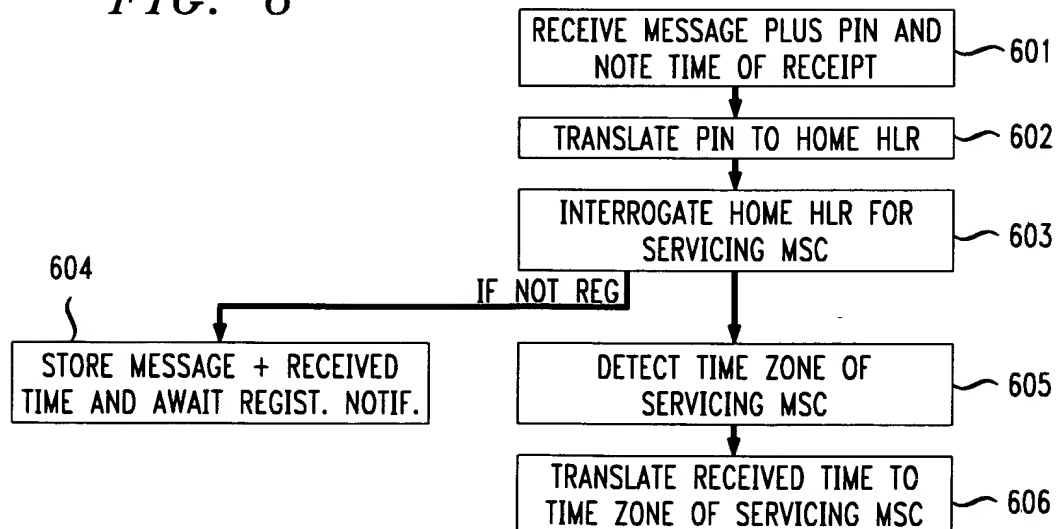 FIG. 6
RECEIVE MESSAGE PLUS PIN AND
NOTE TIME OF RECEIPT
601
TRANSLATE PIN TO HOME HLR
602
INTERROGATE HOME HLR FOR
SERVICING MSC
603
604
IF NOT REG
STORE MESSAGE + RECEIVED
TIME AND AWAIT REGIST. NOTIF.
DETECT TIME ZONE OF
SERVICING MSC
605
TRANSLATE RECEIVED TIME TO
TIME ZONE OF SERVICING MSC
606